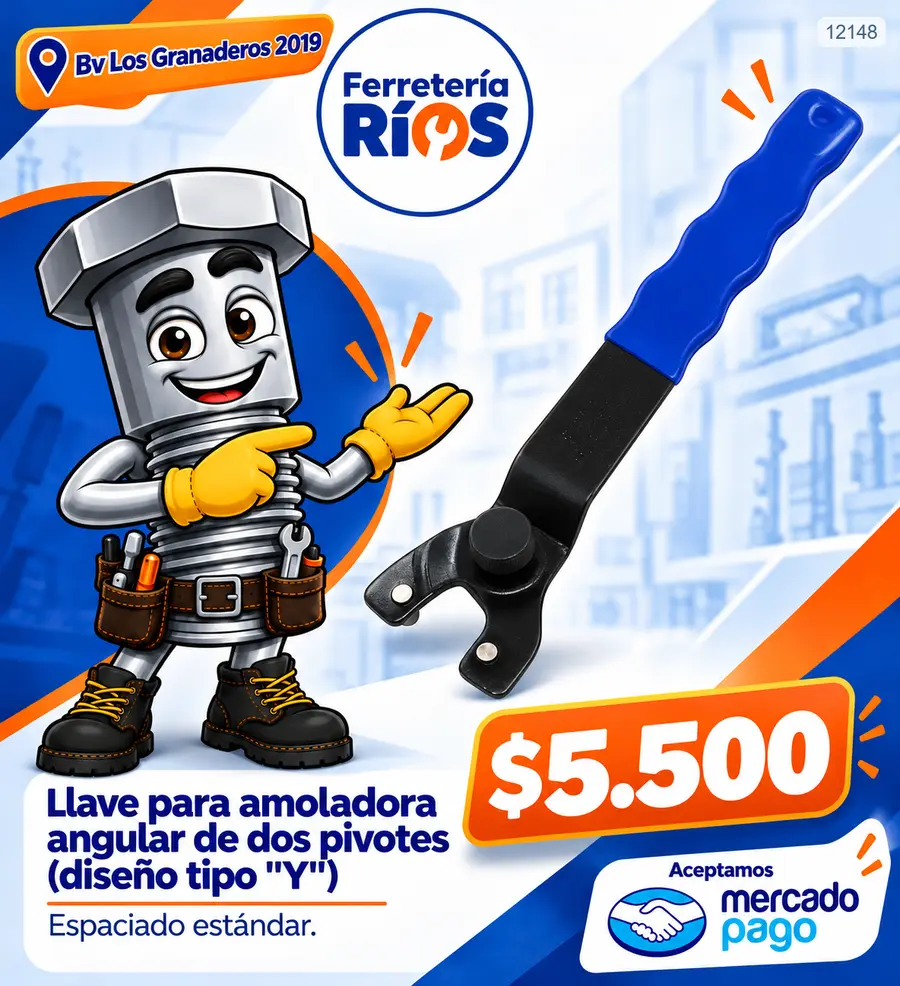 Bv Los Granaderos 2019
Ferretería
Ríos
12148
$5.500
Llave para amoladora
angular de dos pivotes
(diseño tipo "Y")
Espaciado estándar.
Aceptamos
mercado
pago